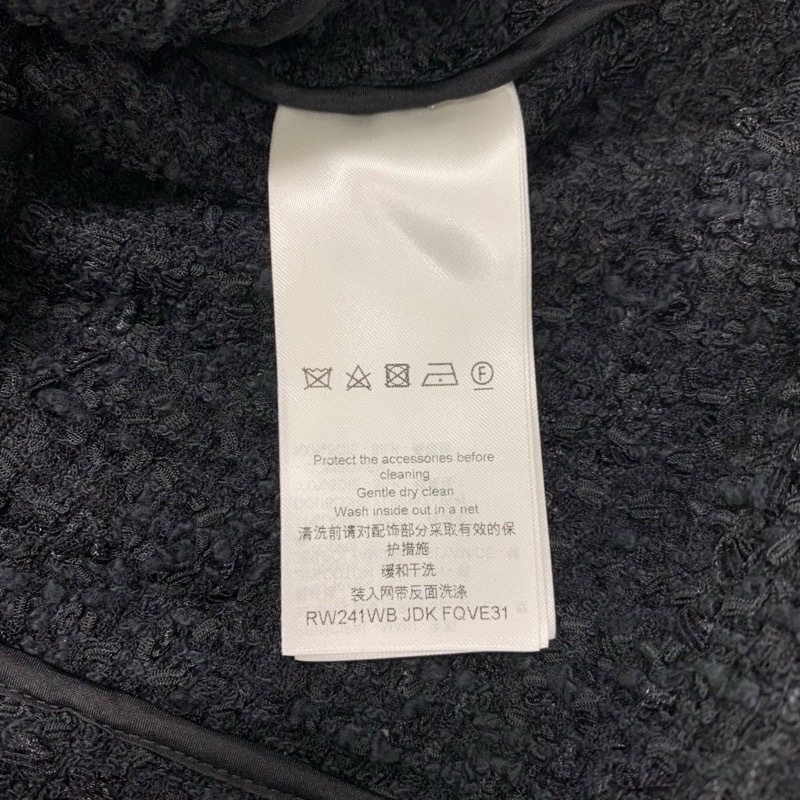 F
Protect the accessories before
cleaning
Gentle dry clean
Wash inside out in a net
清洗前请对配饰部分采取有效的保
护措施
缓和干洗
装入网带反面洗涤
RW241WB JDK FQVE31